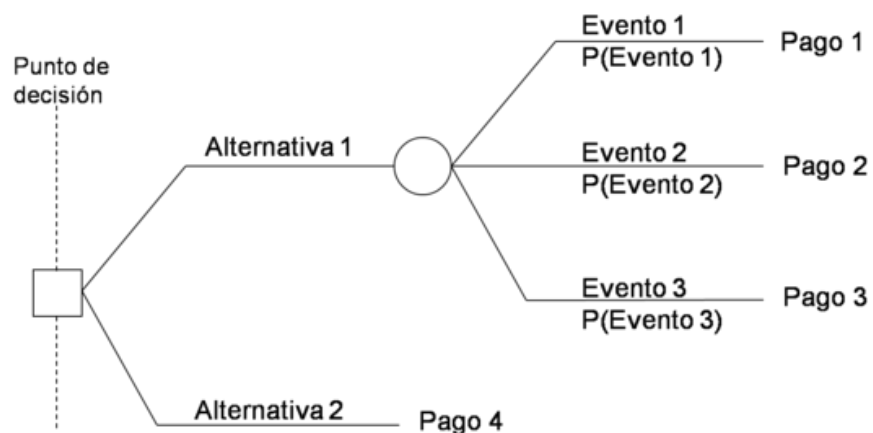 Punto de
decisión
Alternativa 1
Evento 1
P(Evento 1)
Pago 1
Evento 2
P(Evento 2)
Pago 2
Evento 3
P(Evento 3)
Pago 3
Alternativa 2
Pago 4